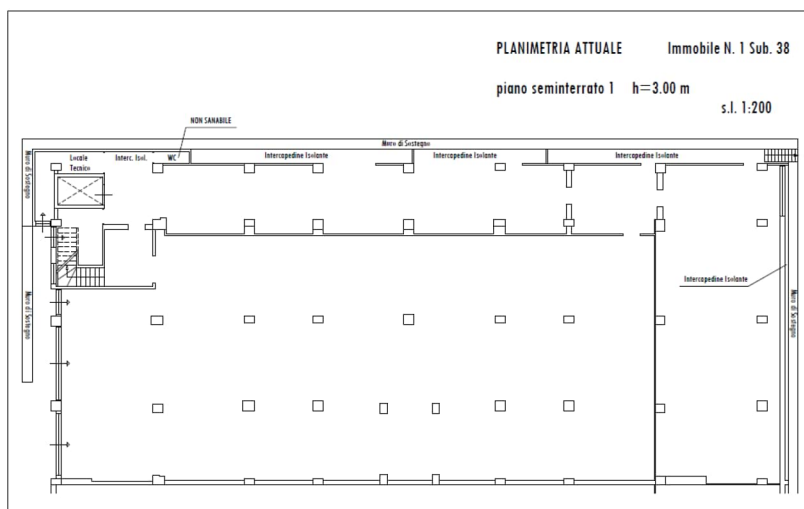 PLANIMETRIA ATTUALE Immobile N. 1 Sub. 38
piano seminterrato 1 h=3.00 m
s.l. 1:200
NON SANABILE
Muro di Sostegno
Locale Tecnico
Interc. Isol.
WC
Intercapedine Isolante
Intercapedine Isolante
Intercapedine Isolante
Muro di Sostegno
Intercapedine Isolante
Muro di Sostegno
Muro di Sostegno